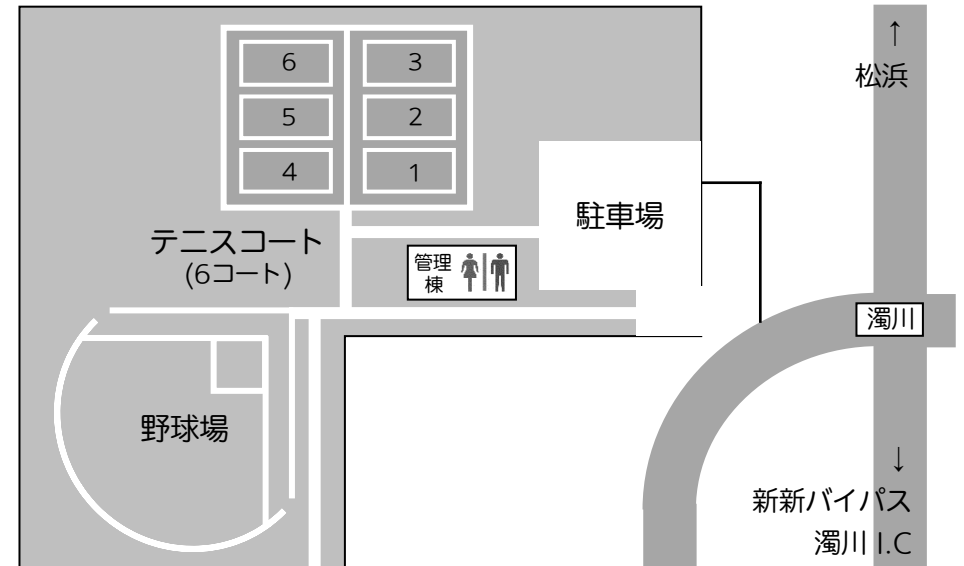 ↑
松浜
6
3
5
2
4
1
駐車場
テニスコート
(6コート)
管理
棟
濁川
野球場
↓
新新バイパス
濁川 I.C